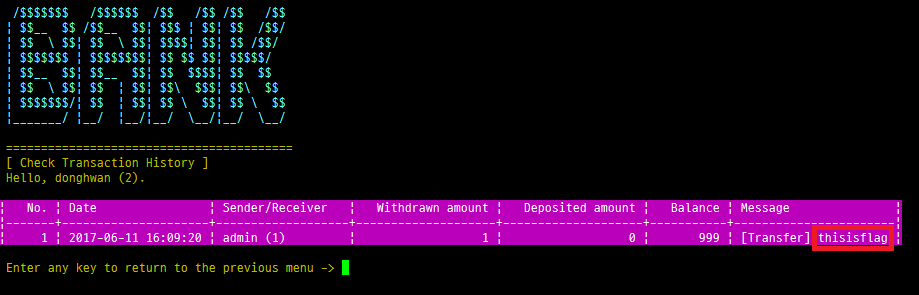 /$$$$$$$   /$$$$$$  /$$   /$$ /$$   /$$
| $$__  $$ /$$__  $$| $$$ | $$| $$  /$$/
| $$  \ $$| $$  \ $$| $$$$| $$| $$ /$$/
| $$$$$$$ | $$$$$$$$| $$ $$ $$| $$$$$/
| $$__  $$| $$__  $$| $$  $$$$| $$  $$
| $$  \ $$| $$  | $$| $$\  $$$| $$\  $$
| $$$$$$$/| $$  | $$| $$ \  $$| $$ \  $$
|_______/ |__/  |__/|__/  \__/|__/  \__/
=========================================
[ Check Transaction History ]
Hello, donghwan (2).
¦   No. ¦ Date                ¦ Sender/Receiver   ¦   Withdrawn amount ¦   Deposited amount ¦   Balance ¦ Message               ¦
¦-------+---------------------+-------------------+--------------------+--------------------+-----------+-----------------------¦
¦     1 ¦ 2017-06-11 16:09:20 ¦ admin (1)         ¦                  1 ¦                  0 ¦       999 ¦ [Transfer] thisisflag ¦
Enter any key to return to the previous menu ->